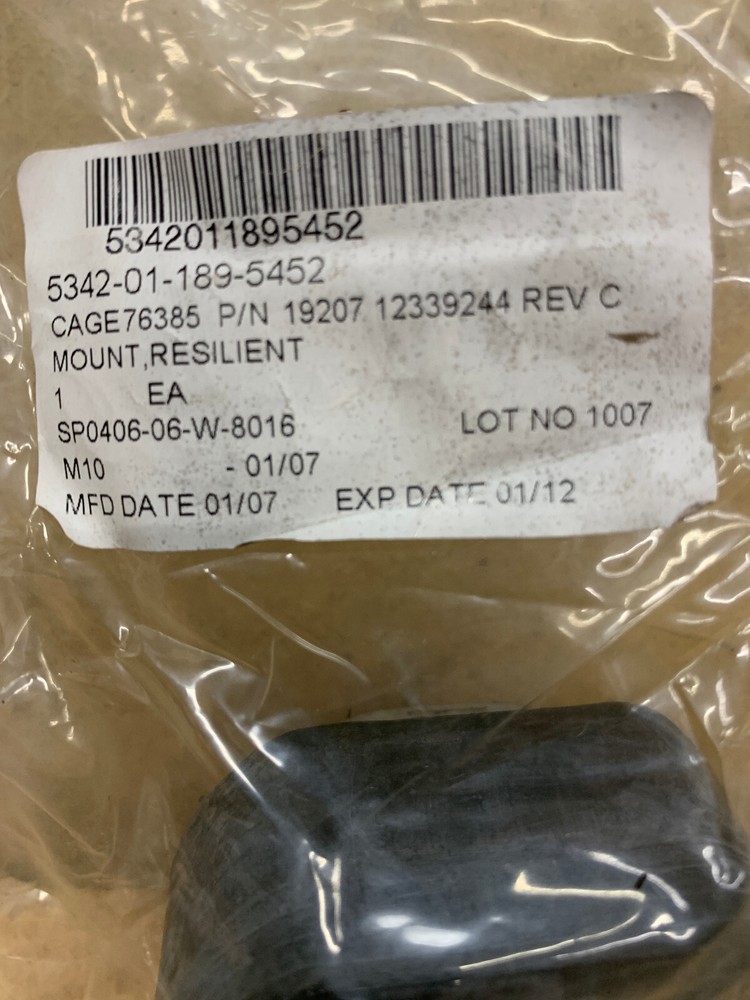 5342011895452
5342-01-189-5452
CAGE76385 P/N 19207 12339244 REV C
MOUNT,RESILIENT
1 EA
SP0406-06-W-8016 LOT NO 1007
M10 - 01/07
MFD DATE 01/07 EXP DATE 01/12